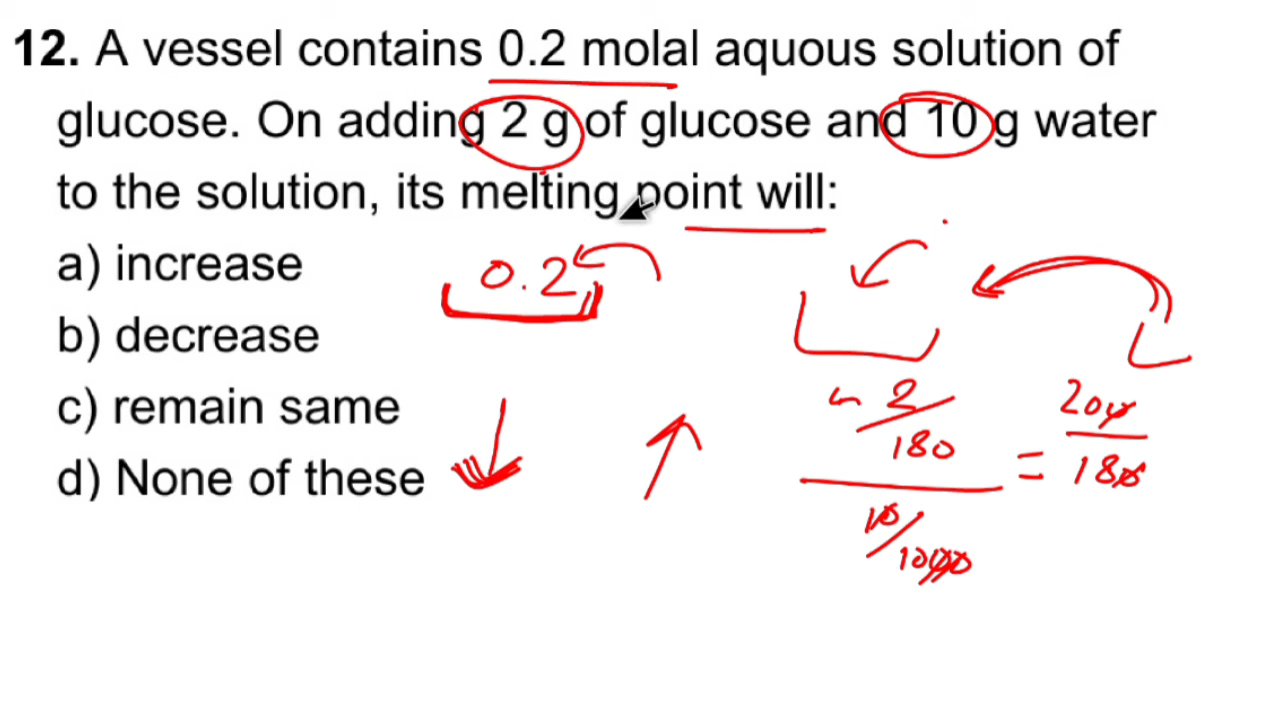 12. A vessel contains 0.2 molal aquous solution of
glucose. On adding 2 g of glucose and 10 g water
to the solution, its melting point will:
a) increase
b) decrease
c) remain same
d) None of these
0.2
2/180
10/1000
=
200/180